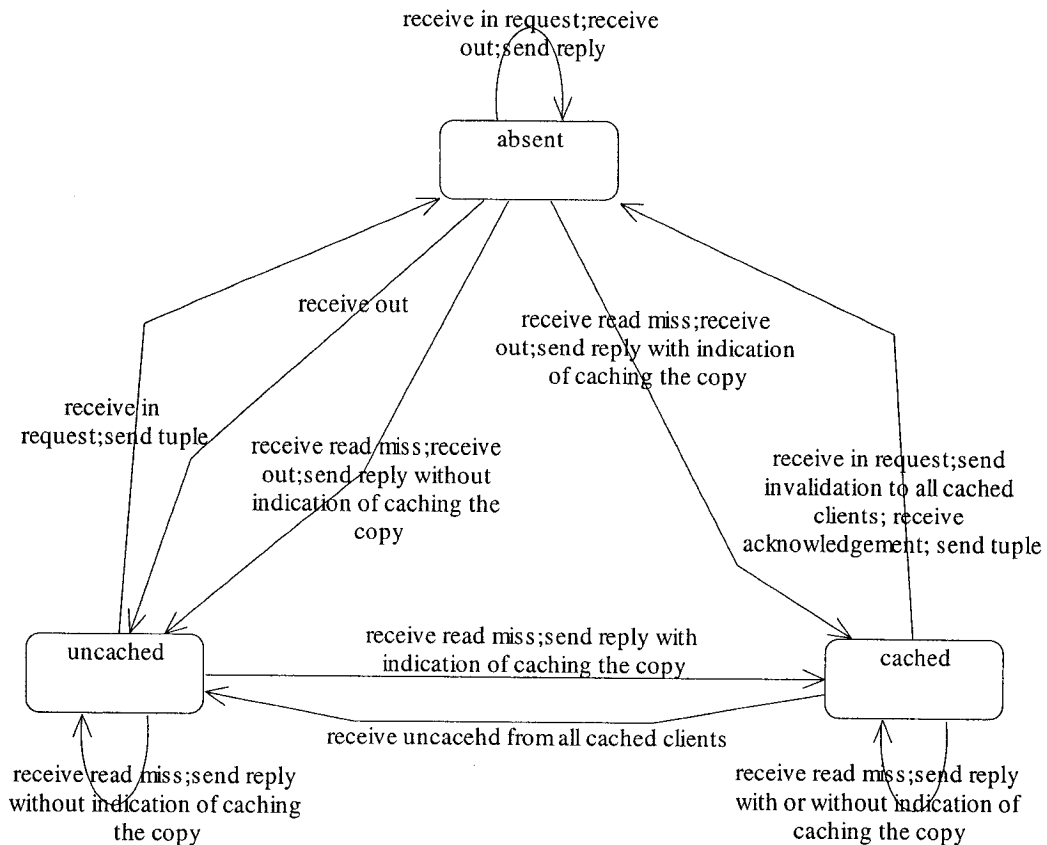 receive in request;receive
out;send reply
absent
receive out
receive read miss;receive
out;send reply with indication
of caching the copy
receive in
request;send tuple
receive read miss;receive
out;send reply without
indication of caching the
copy
receive in request;send
invalidation to all cached
clients; receive
acknowledgement; send tuple
uncached
receive read miss;send reply with
indication of caching the copy
cached
receive uncacehd from all cached clients
receive read miss;send reply
without indication of caching
the copy
receive read miss;send reply
with or without indication of
caching the copy